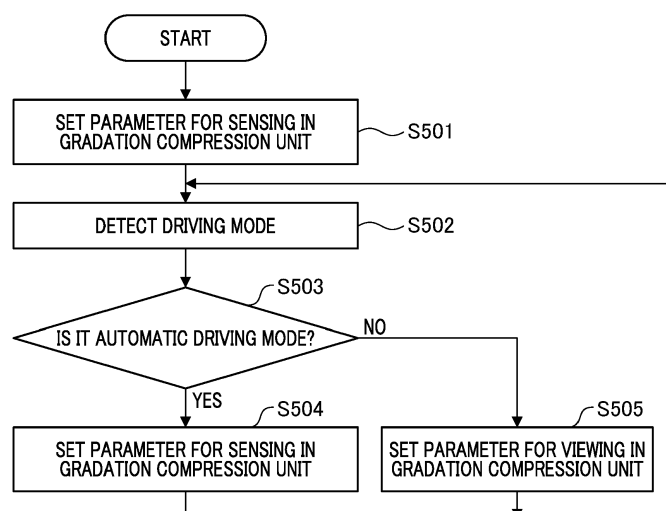 START
SET PARAMETER FOR SENSING IN
GRADATION COMPRESSION UNIT
S501
DETECT DRIVING MODE
S502
S503
IS IT AUTOMATIC DRIVING MODE?
NO
YES
S504
SET PARAMETER FOR SENSING IN
GRADATION COMPRESSION UNIT
S505
SET PARAMETER FOR VIEWING IN
GRADATION COMPRESSION UNIT